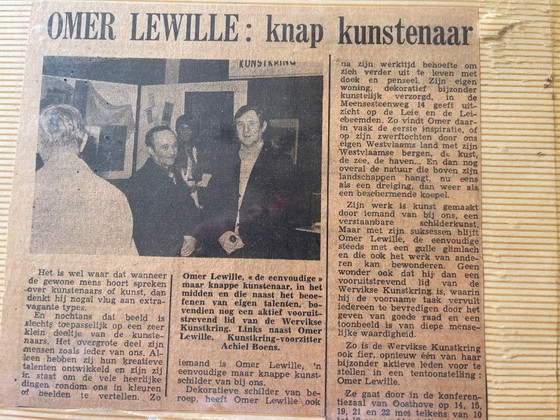 OMER LEWILLE : knap kunstenaar
KUNSTKRING
Het is wel waar dat wanneer
de gewone mens hoort spreken
over kunstenaars of kunst, dan
denkt hij nogal vlug aan extra-
vagante types.
En nochtans dat beeld is
slechts toepasselijk op een zeer
klein deeltje van de kunste-
naars. Het overgrote deel zijn
mensen zoals ieder van ons. Al-
leen hebben zij hun kreatieve
talenten ontwikkeld en zijn zij
in staat om de vele heerlijke
dingen rondom ons in kleuren
of beelden te vertolken. Zo
Omer Lewille, « de eenvoudige »
maar knappe kunstenaar, in het
midden en die naast het beoe-
fenen van eigen talenten, bo-
vendien nog een aktief vooruit-
strevend lid van de Wervikse
Kunstkring. Links naast Omer
Lewille, Kunstkring-voorzitter
Achiel Boens.
iemand is Omer Lewille, 'n
eenvoudige maar knappe kunst-
schilder van bij ons.
Dekoratieve schilder van be-
roep, heeft Omer Lewille ook
na zijn werktijd behoefte om
zich verder uit te leven met
doek en penseel. Zijn eigen
woning, dekoratief bijzonder
kunstelijk verzorgd, in de
Meensesteenweg 14 geeft uit-
zicht op de Leie en de Lei-
ebeemden. Zo vindt Omer daar-
in vaak de eerste inspiratie, of
op zijn zwerftochten door ons
eigen Westvlaams land met zijn
Westvlaamse bergen, du kust,
de zee, de haven... En dan nog
overal de natuur die boven zijn
landschappen hangt, nu eens
als een dreiging, dan weer als
een beschermende koepel.
Zijn werk is kunst gemaakt
door iemand van bij ons, een
verstaanbare schilderkunst.
Maar met zijn suksessen blijft
Omer Lewille, de eenvoudige
steeds met een gulle glimlach
en die ook het werk van ande-
ren kan bewonderen. Geen
wonder ook dat hij dan een
vooruitstrevend lid van de
Wervikse Kunstkring is, waarin
hij de voorname taak vervult
iedereen te bevredigen door het
geven van goede raad en een
toonbeeld is van diepe mense-
lijke waardigheid.
Zo is de Wervikse Kunstkring
ook fier, opnieuw één van haar
bijzonder aktieve leden voor te
stellen in een tentoonstelling :
Omer Lewille.
Ze gaat door in de konferen-
tiezaal van Oosthove op 14, 15,
19, 21 en 22 met telkens van